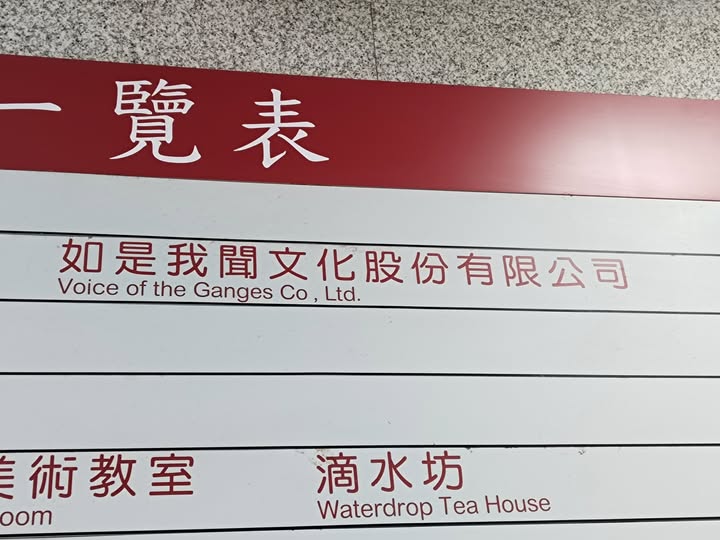 一覽表
如是我聞文化股份有限公司
Voice of the Ganges Co., Ltd.
美術教室 滴水坊
oom Waterdrop Tea House